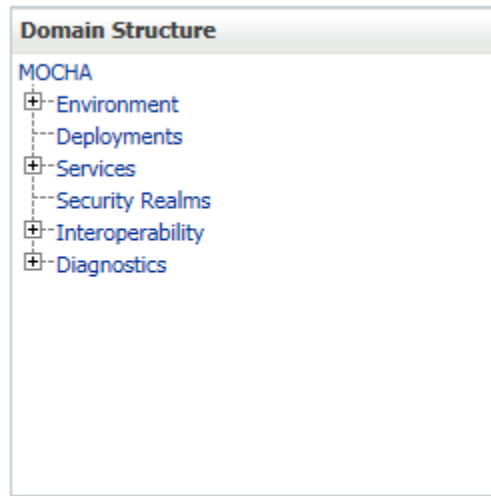 Domain Structure
MOCHA
Environment
Deployments
Services
Security Realms
Interoperability
Diagnostics